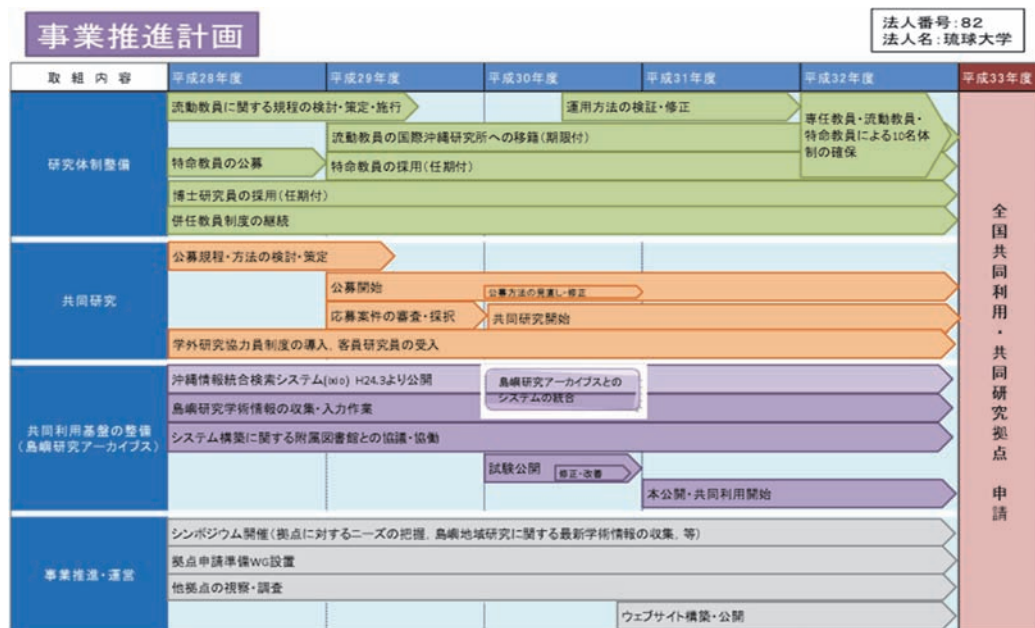 事業推進計画
法人番号:82
法人名:琉球大学
取組内容
平成28年度
平成29年度
平成30年度
平成31年度
平成32年度
平成33年度
研究体制整備
流動教員に関する規程の検討・策定・施行
運用方法の検証・修正
専任教員・流動教員・
特命教員による10名体
制の確保
流動教員の国際沖縄研究所への移籍(期限付)
特命教員の公募
特命教員の採用(任期付)
博士研究員の採用(任期付)
併任教員制度の継続
共同研究
公募規程・方法の検討・策定
公募開始
公募方法の見直し・修正
応募案件の審査・採択
共同研究開始
学外研究協力員制度の導入、客員研究員の受入
共同利用基盤の整備
(島嶼研究アーカイブス)
沖縄情報統合検索システム(ixio) H24.3より公開
島嶼研究アーカイブスとの
システムの統合
島嶼研究学術情報の収集・入力作業
システム構築に関する附属図書館との協議・協働
試験公開
修正・改善
本公開・共同利用開始
事業推進・運営
シンポジウム開催(拠点に対するニーズの把握、島嶼地域研究に関する最新学術情報の収集、等)
拠点申請準備WG設置
他拠点の視察・調査
ウェブサイト構築・公開
全国共同利用・共同研究拠点 申請